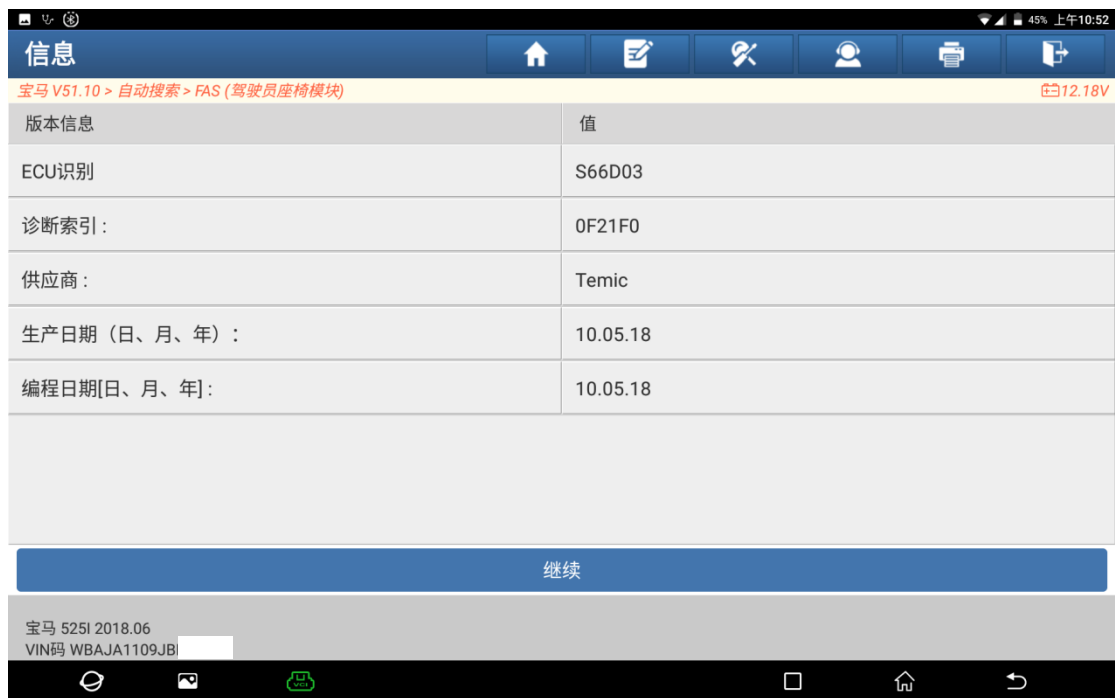 45% 上午10:52
信息
宝马 V51.10 > 自动搜索 > FAS (驾驶员座椅模块) 12.18V
版本信息 值
ECU识别 S66D03
诊断索引 : 0F21F0
供应商 : Temic
生产日期（日、月、年）： 10.05.18
编程日期[日、月、年] : 10.05.18
继续
宝马 525I 2018.06
VIN码 WBAJA1109JB
VCI